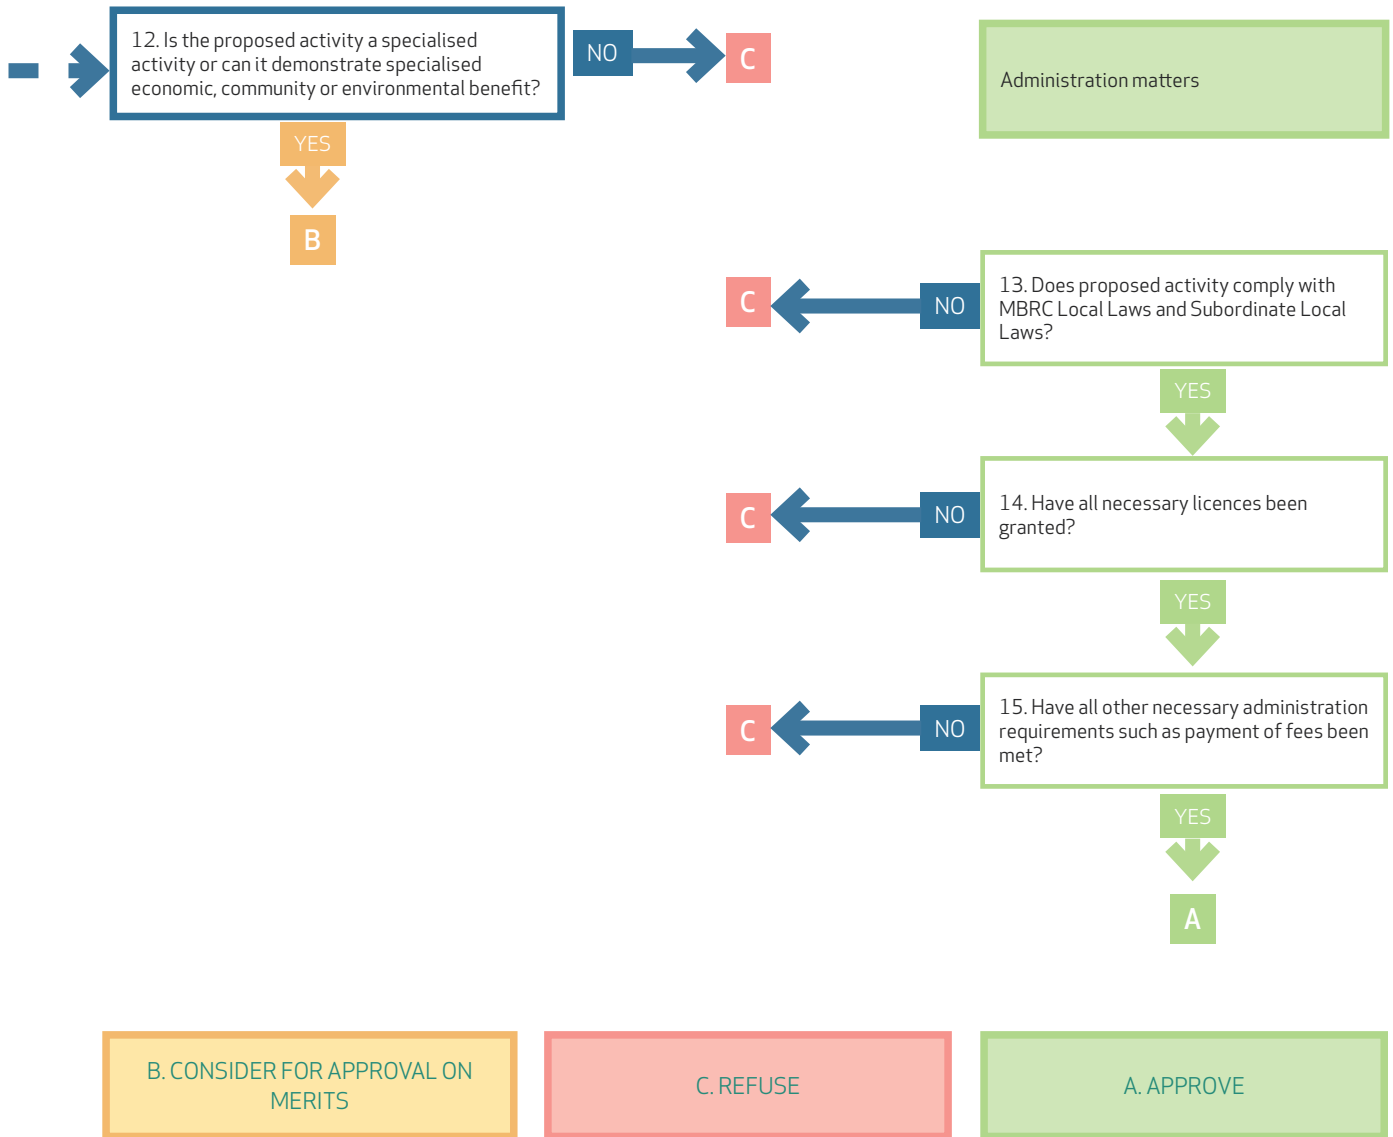 12. Is the proposed activity a specialised
activity or can it demonstrate specialised
economic, community or environmental benefit?
NO
C
YES
B
Administration matters
13. Does proposed activity comply with
MBRC Local Laws and Subordinate Local
Laws?
NO
C
YES
14. Have all necessary licences been
granted?
NO
C
YES
15. Have all other necessary administration
requirements such as payment of fees been
met?
NO
C
YES
A
B. CONSIDER FOR APPROVAL ON
MERITS
C. REFUSE
A. APPROVE